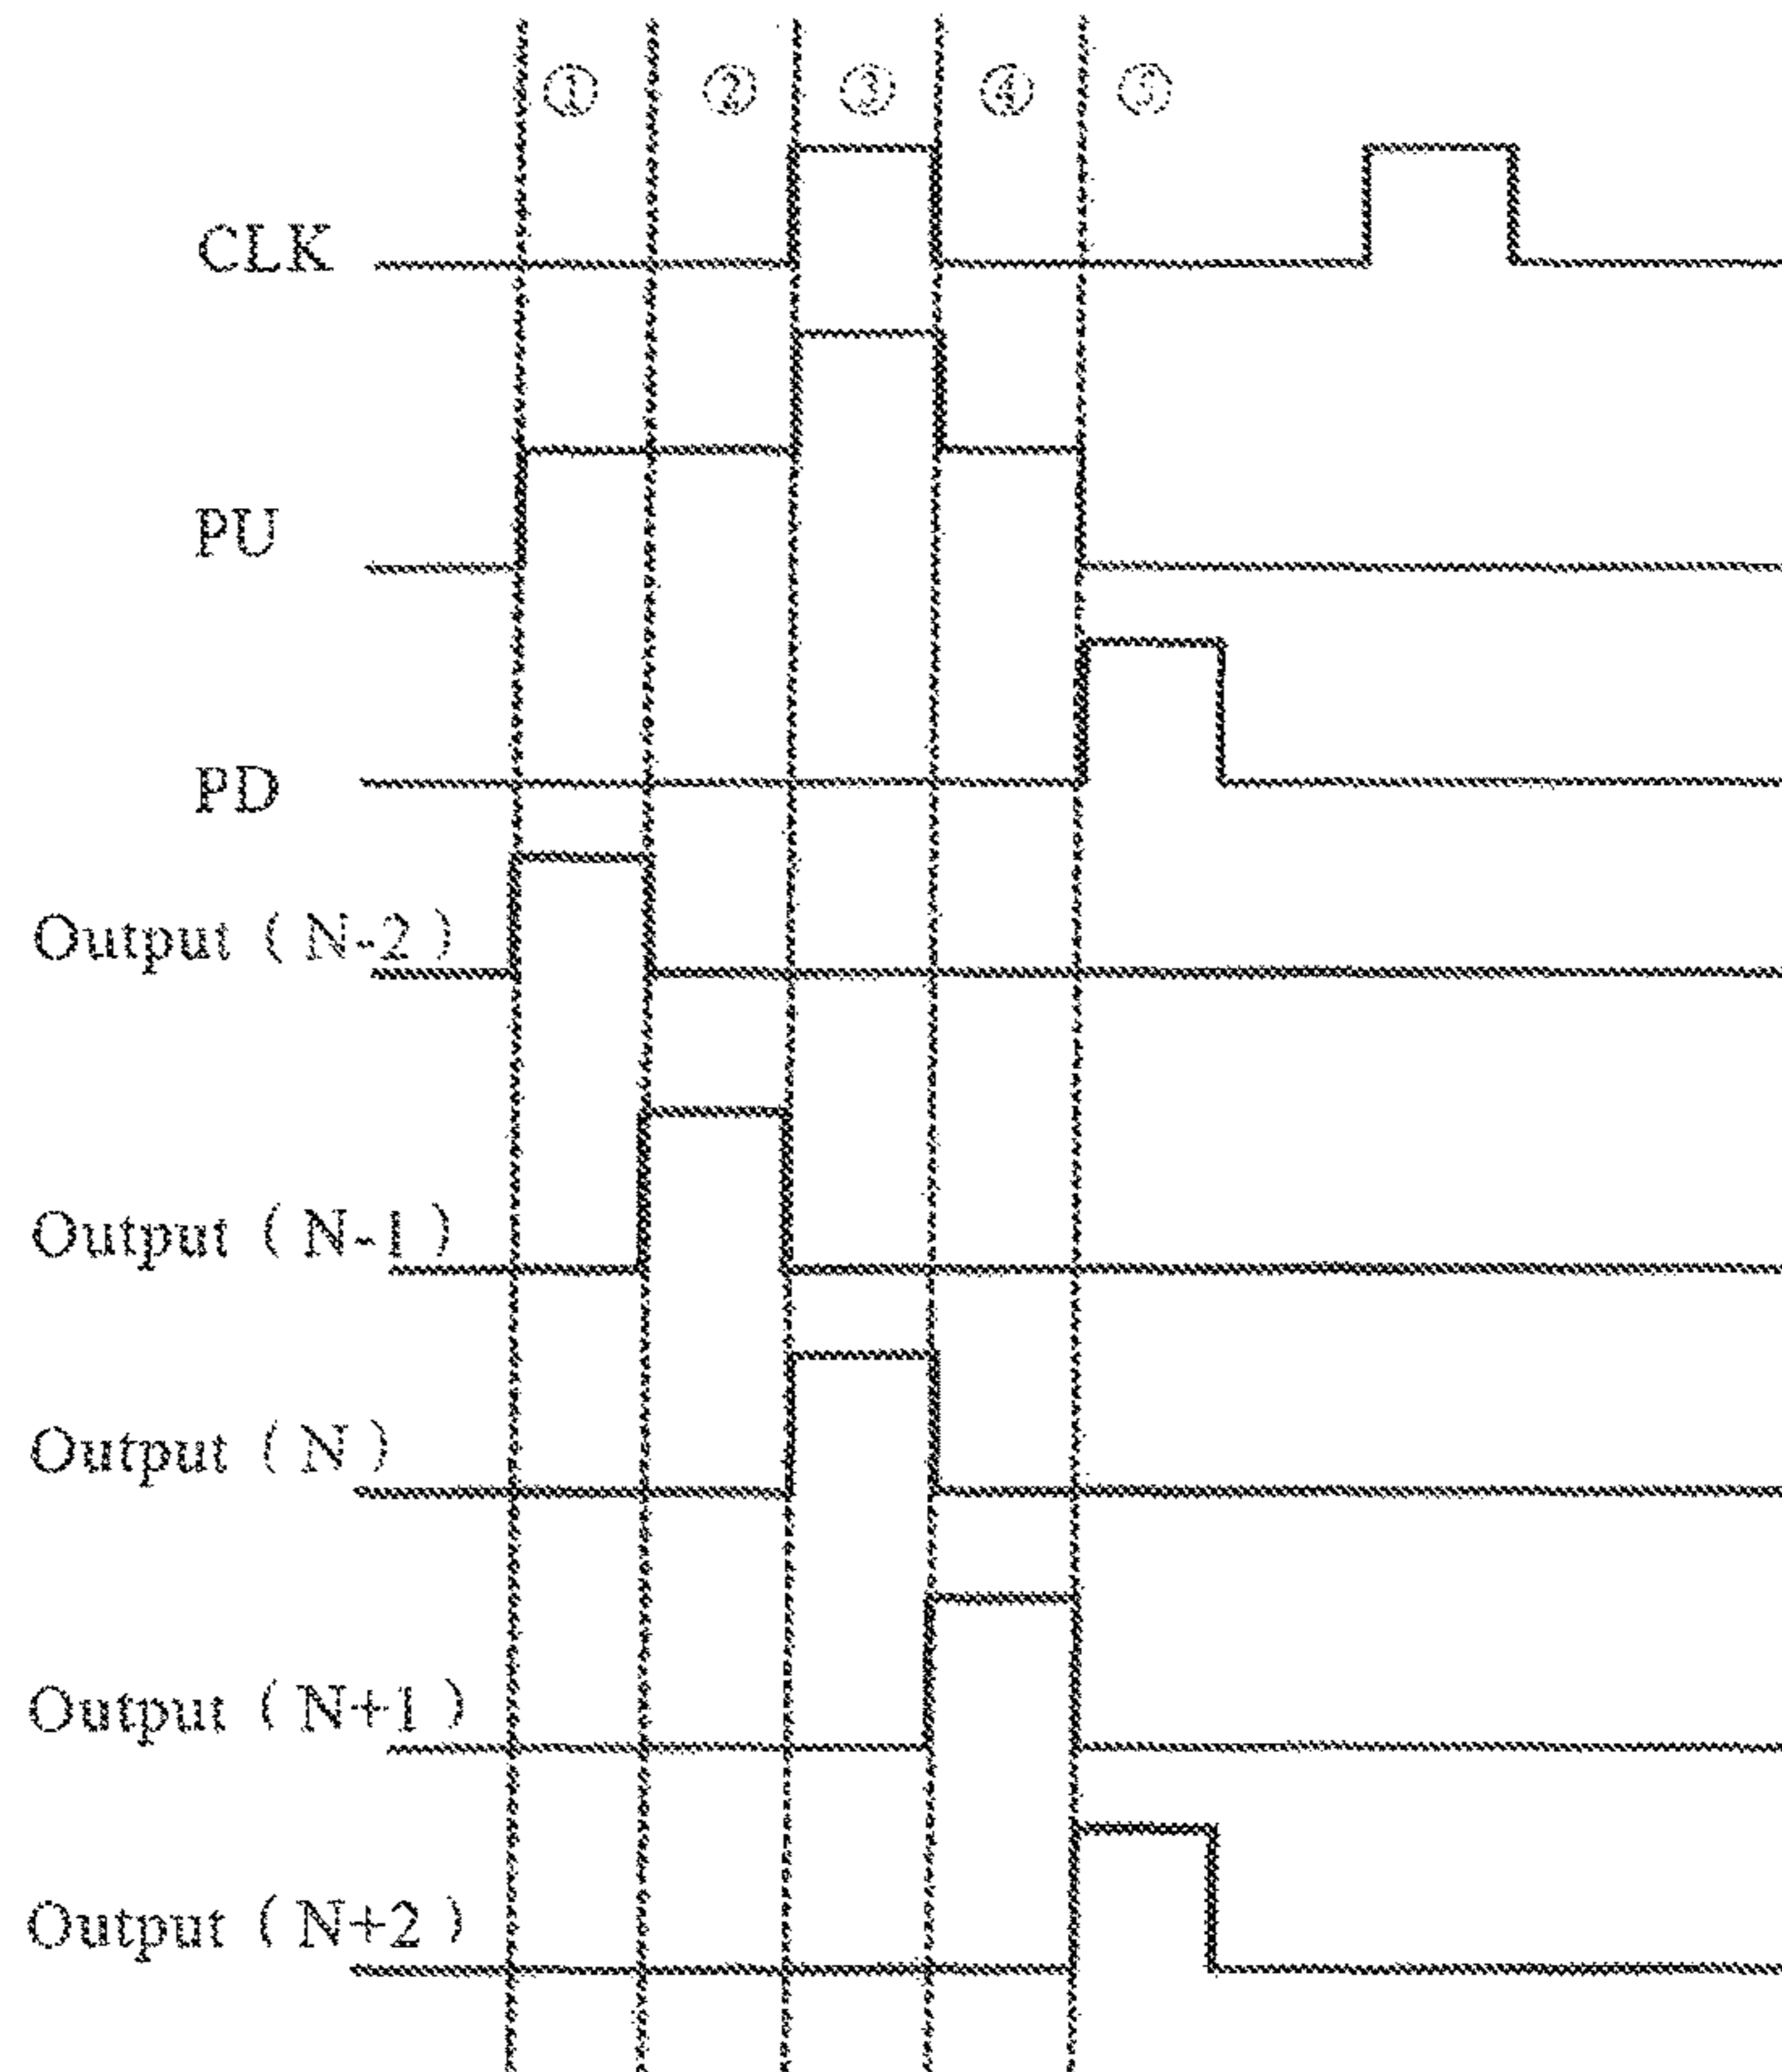 ① ② ③ ④ ⑤
CLK
PU
PD
Output ( N-2 )
Output ( N-1 )
Output ( N )
Output ( N+1 )
Output ( N+2 )